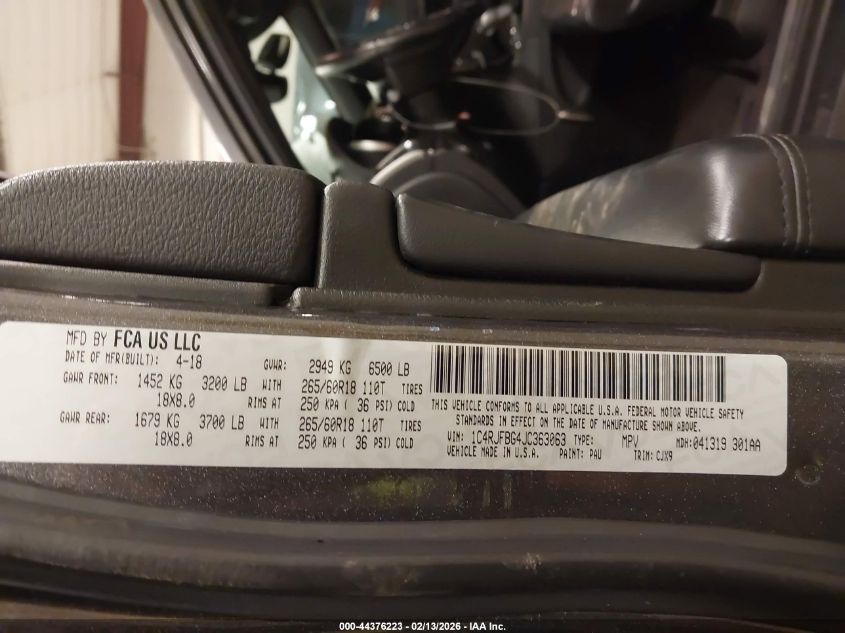 MFD BY FCA US LLC
DATE OF MFR(BUILT): 4-18 GVWR: 2949 KG 6500 LB
GAWR FRONT: 1452 KG 3200 LB WITH 265/60R18 110T TIRES
18X8.0 RIMS AT 250 KPA ( 36 PSI) COLD
GAWR REAR: 1679 KG 3700 LB WITH 265/60R18 110T TIRES
18X8.0 RIMS AT 250 KPA ( 36 PSI) COLD
THIS VEHICLE CONFORMS TO ALL APPLICABLE U.S.A. FEDERAL MOTOR VEHICLE SAFETY
STANDARDS IN EFFECT ON THE DATE OF MANUFACTURE SHOWN ABOVE.
VIN: 1C4RJFBG4JC363063 TYPE: MPV MDH: 041319 301AA
VEHICLE MADE IN U.S.A. PAINT: PAU TRIM: CJX9
000-44376223 - 02/13/2026 - IAA Inc.